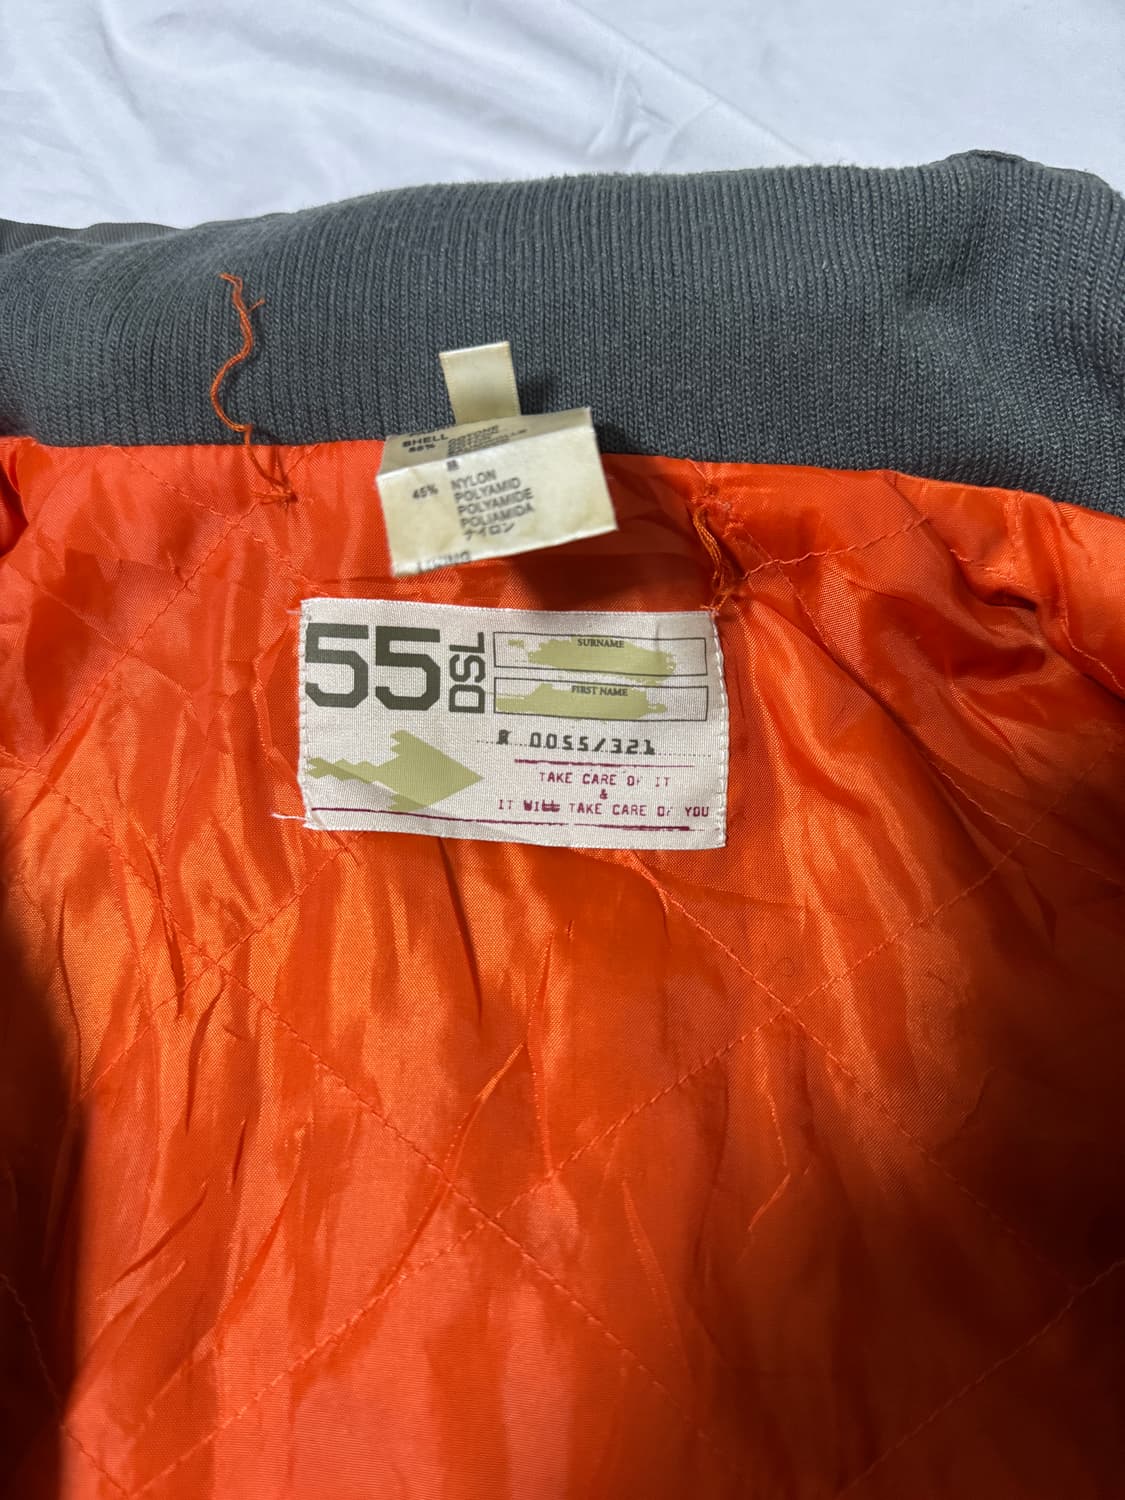 SHELL
M
45% NYLON
POLYAMID
POLYAMIDE
POLIAMIDA
ナイロン
LINING
55 DSL
SURNAME
FIRST NAME
0055/321
TAKE CARE OF IT
&
IT WILL TAKE CARE OF YOU